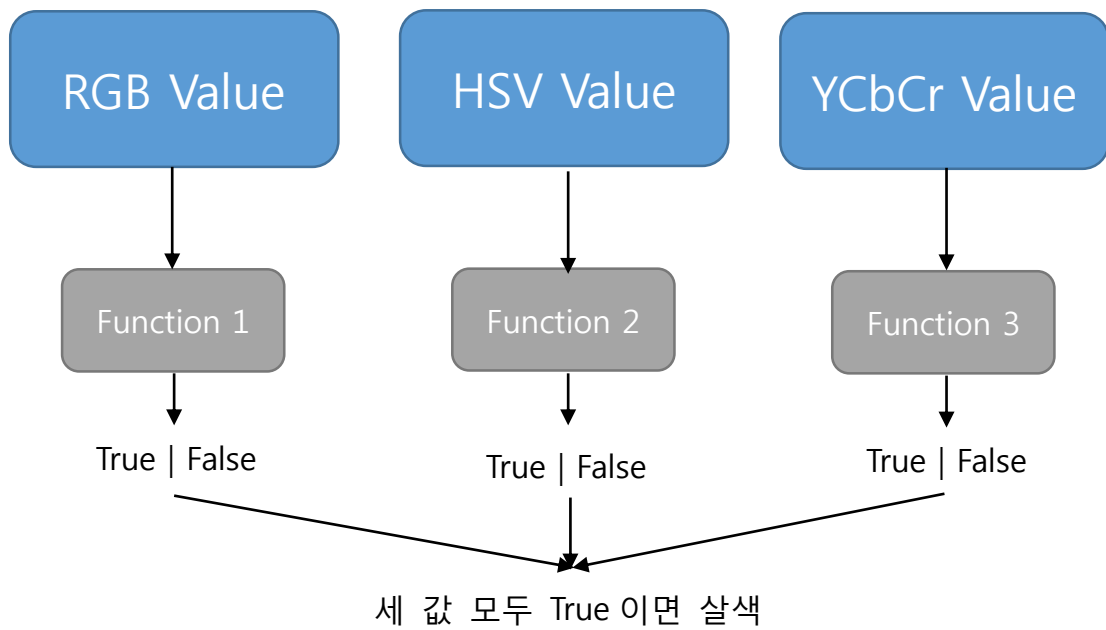 RGB Value
HSV Value
YCbCr Value
Function 1
Function 2
Function 3
True | False
True | False
True | False
세 값 모두 True 이면 살색